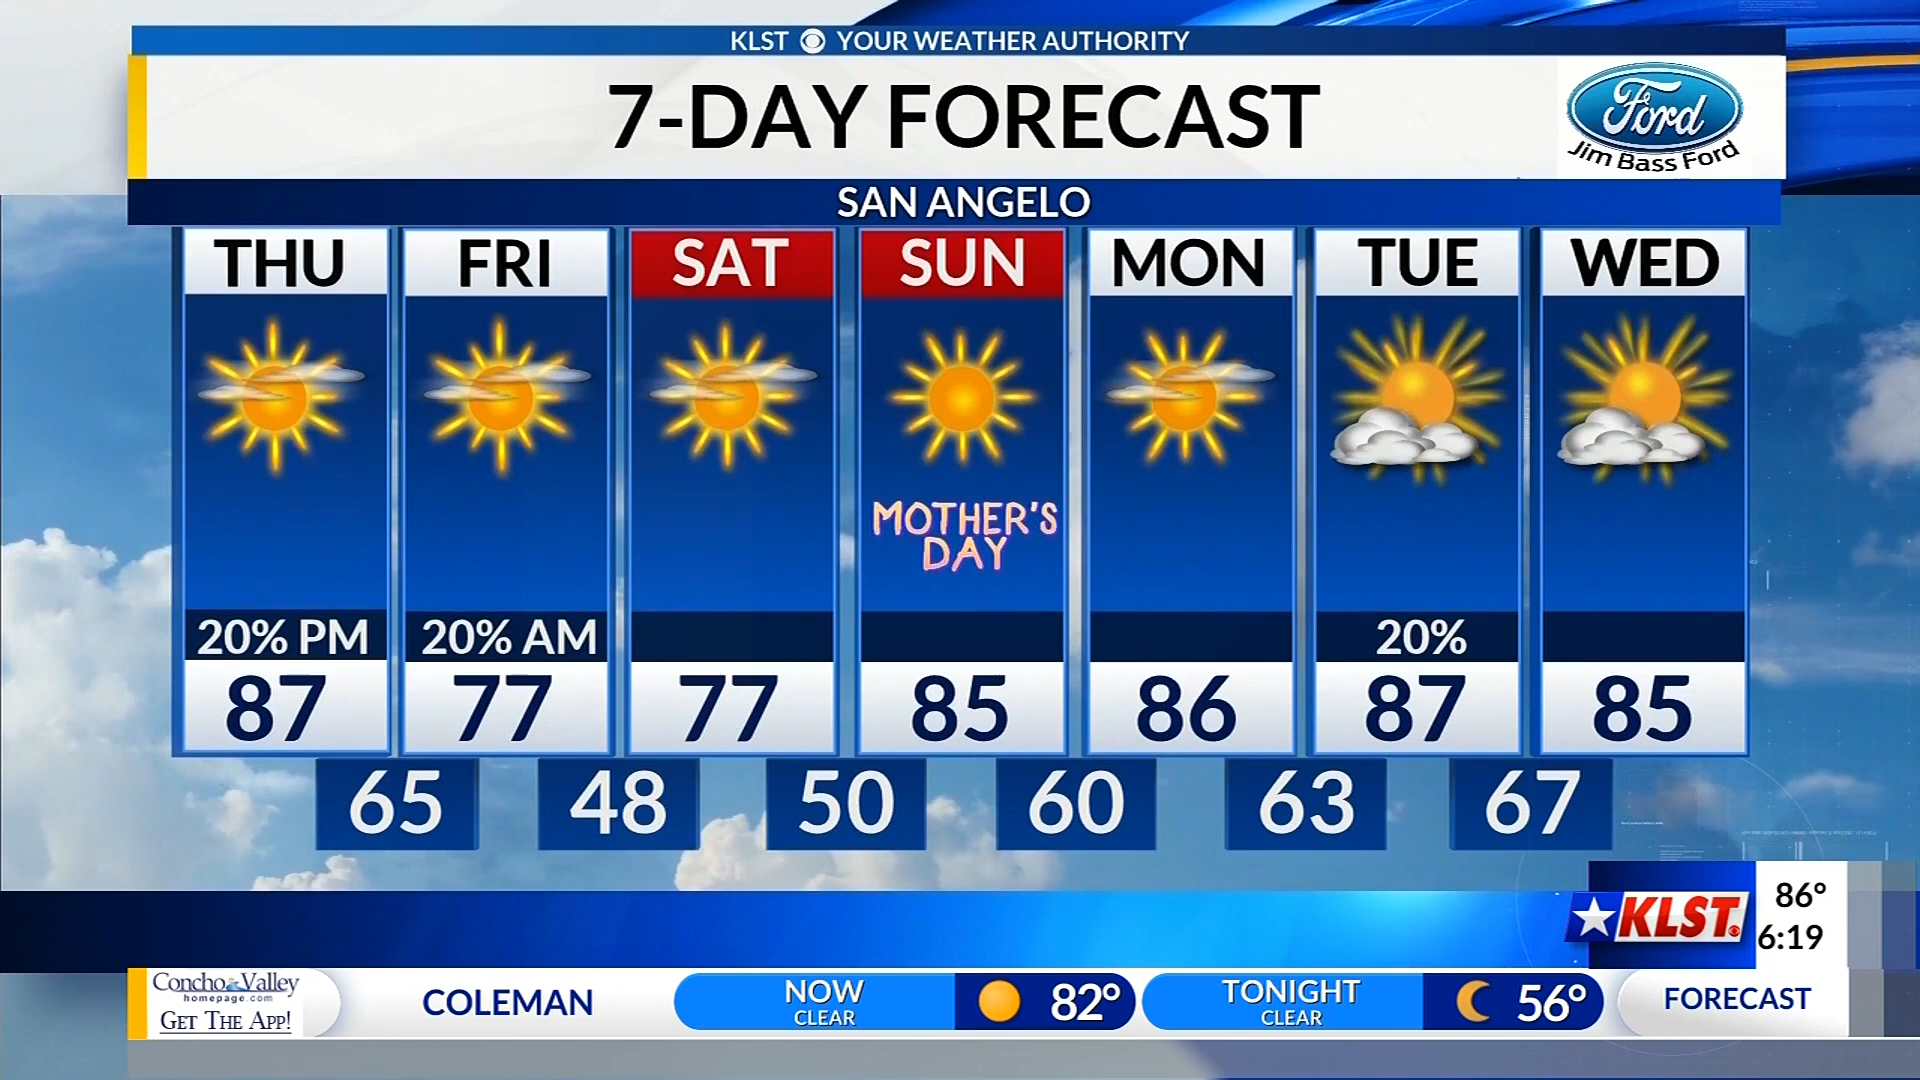 KLST YOUR WEATHER AUTHORITY
7-DAY FORECAST
Ford
Jim Bass Ford
SAN ANGELO
THU FRI SAT SUN MON TUE WED
MOTHER'S
DAY
20% PM 20% AM 20%
87 77 77 85 86 87 85
65 48 50 60 63 67
KLST
86°
6:19
Concho Valley
homepage.com
GET THE APP!
COLEMAN
NOW
CLEAR
82°
TONIGHT
CLEAR
56°
FORECAST